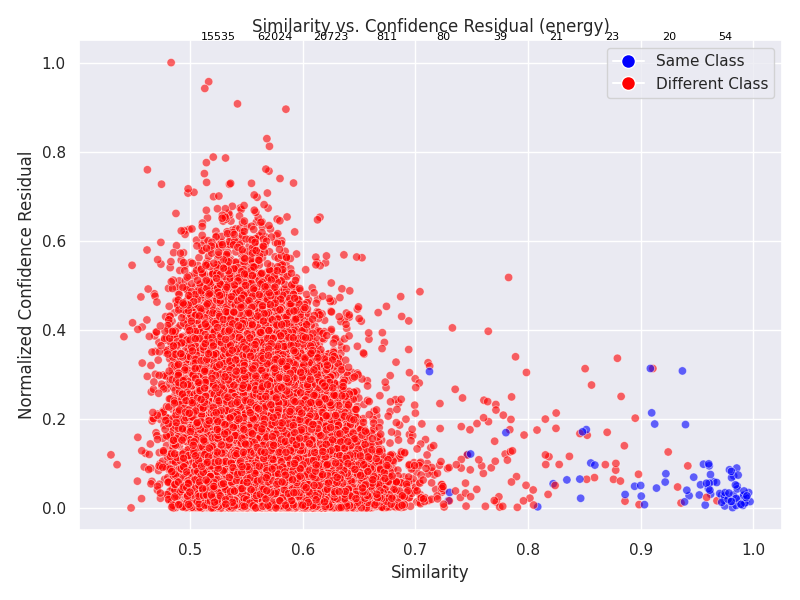 Similarity vs. Confidence Residual (energy)
15535 62024 20723 811 80 39 21 23 20 54
Same Class
Different Class
1.0
0.8
0.6
0.4
0.2
0.0
Normalized Confidence Residual
0.5 0.6 0.7 0.8 0.9 1.0
Similarity